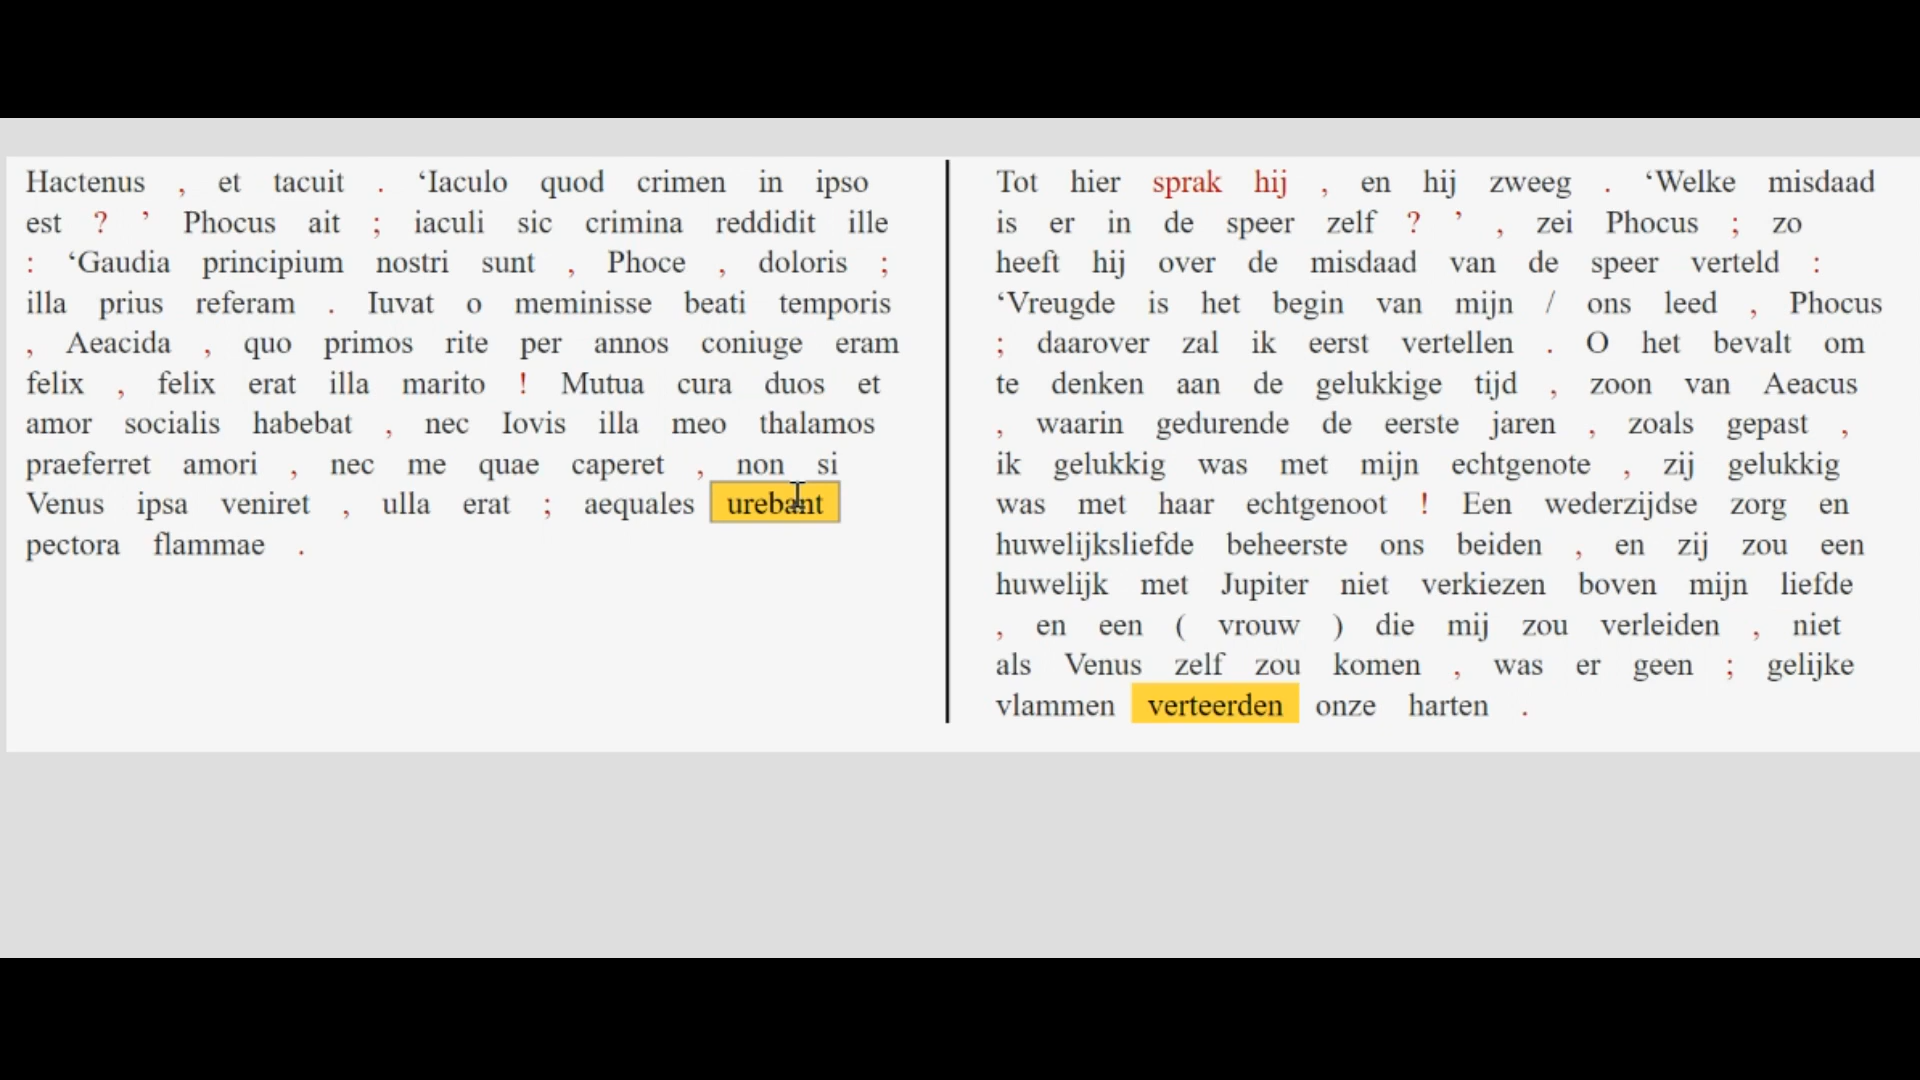 Hactenus , et tacuit . ‘Iaculo quod crimen in ipso
est ? ’ Phocus ait ; iaculi sic crimina reddidit ille
: ‘Gaudia principium nostri sunt , Phoce , doloris ;
illa prius referam . Iuvat o meminisse beati temporis
, Aeacida , quo primos rite per annos coniuge eram
felix , felix erat illa marito ! Mutua cura duos et
amor socialis habebat , nec Iovis illa meo thalamos
praeferret amori , nec me quae caperet , non si
Venus ipsa veniret , ulla erat ; aequales urebant
pectora flammae .
Tot hier sprak hij , en hij zweeg . ‘Welke misdaad
is er in de speer zelf ? ’ , zei Phocus ; zo
heeft hij over de misdaad van de speer verteld :
‘Vreugde is het begin van mijn / ons leed , Phocus
; daarover zal ik eerst vertellen . O het bevalt om
te denken aan de gelukkige tijd , zoon van Aeacus
, waarin gedurende de eerste jaren , zoals gepast ,
ik gelukkig was met mijn echtgenote , zij gelukkig
was met haar echtgenoot ! Een wederzijdse zorg en
huwelijksliefde beheerste ons beiden , en zij zou een
huwelijk met Jupiter niet verkiezen boven mijn liefde
, en een ( vrouw ) die mij zou verleiden , niet
als Venus zelf zou komen , was er geen ; gelijke
vlammen verteerden onze harten .